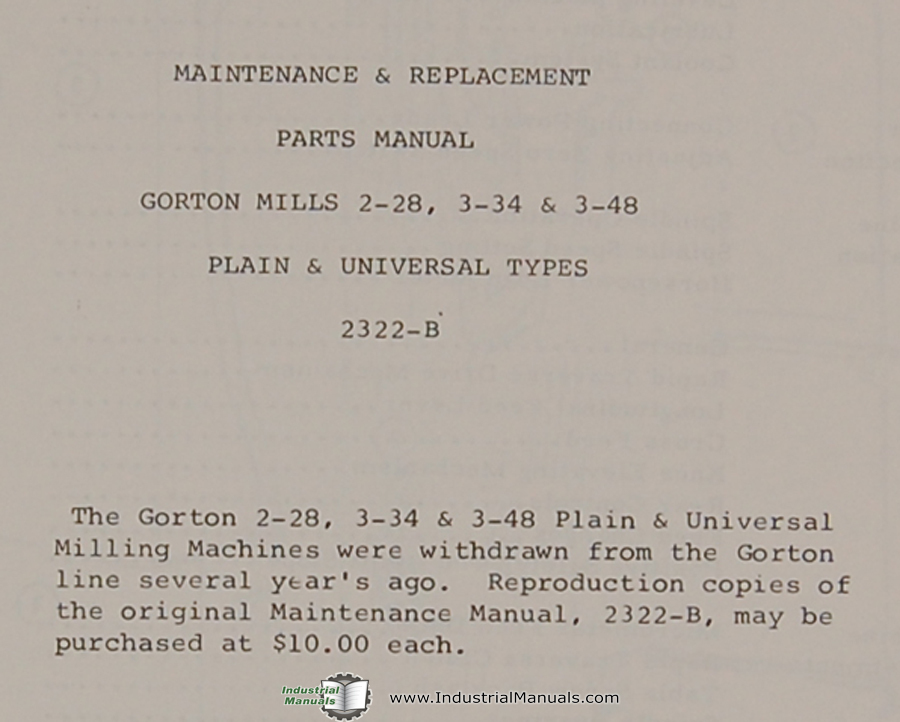 MAINTENANCE & REPLACEMENT
PARTS MANUAL
GORTON MILLS 2-28, 3-34 & 3-48
PLAIN & UNIVERSAL TYPES
2322-B
The Gorton 2-28, 3-34 & 3-48 Plain & Universal
Milling Machines were withdrawn from the Gorton
line several year's ago. Reproduction copies of
the original Maintenance Manual, 2322-B, may be
purchased at $10.00 each.
Industrial
Manuals
www.IndustrialManuals.com